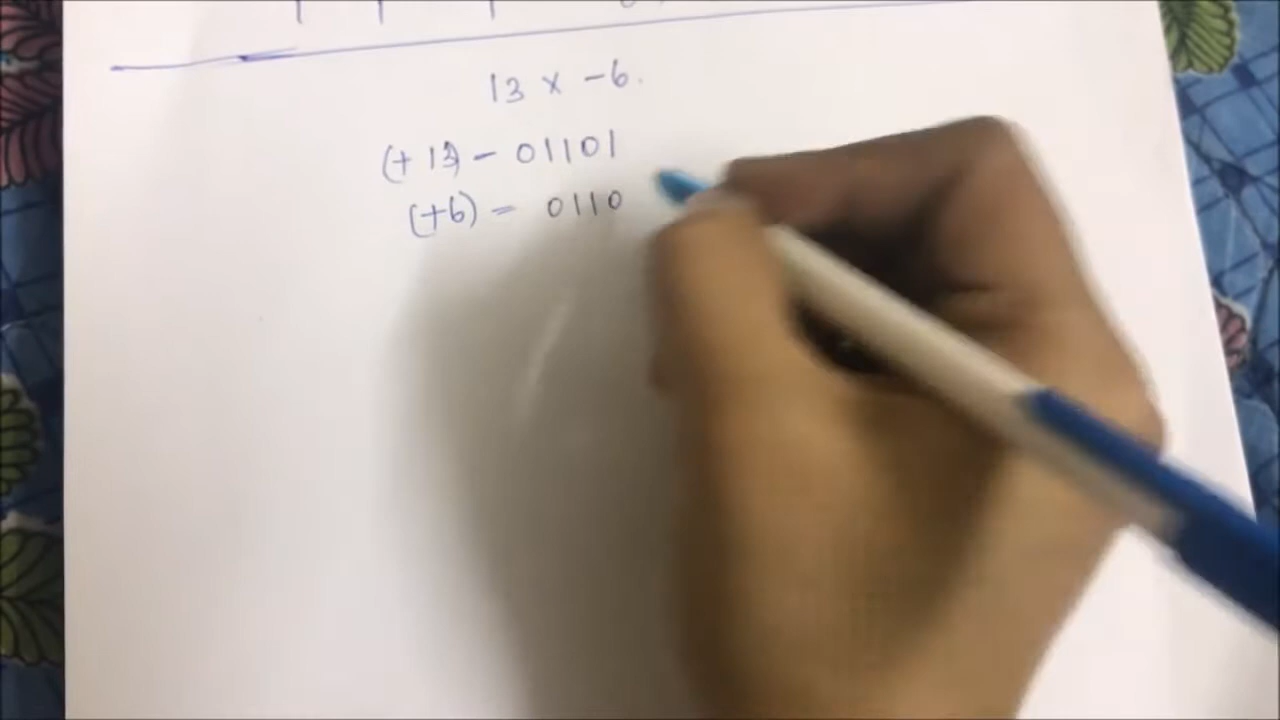 13 x -6.
(+ 13) - 01101
(+6) = 0110